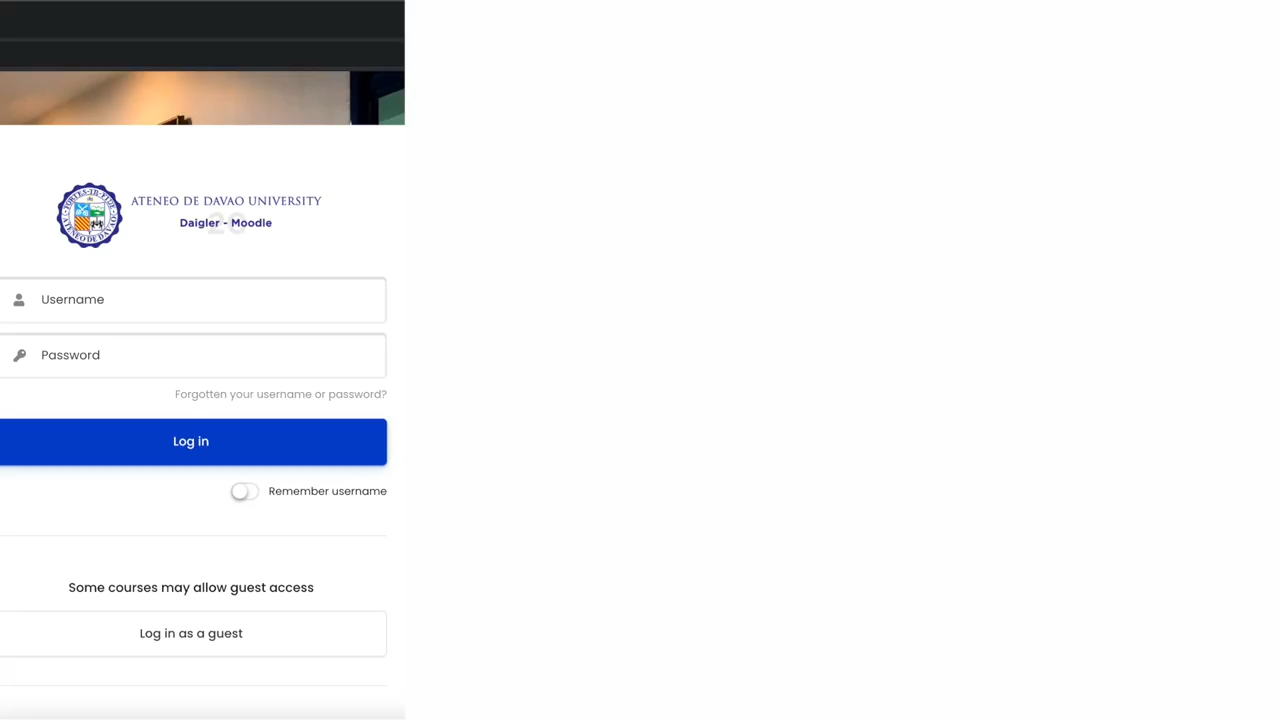 ATENEO DE DAVAO UNIVERSITY
20
Daigler - Moodle
Username
Password
Forgotten your username or password?
Log in
Remember username
Some courses may allow guest access
Log in as a guest